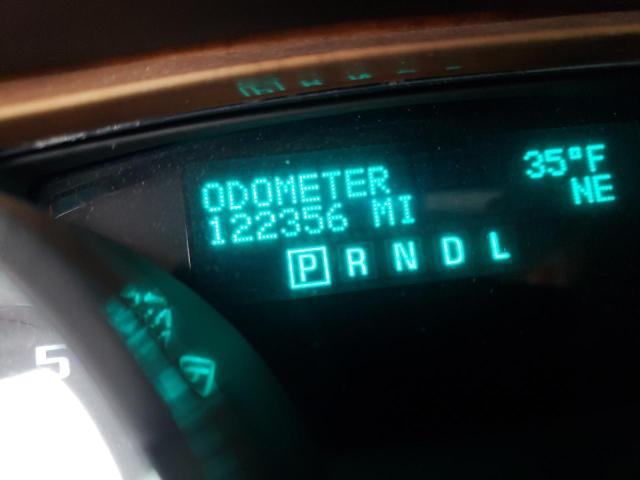 35°F
ODOMETER NE
122356 MI
P R N D L
5